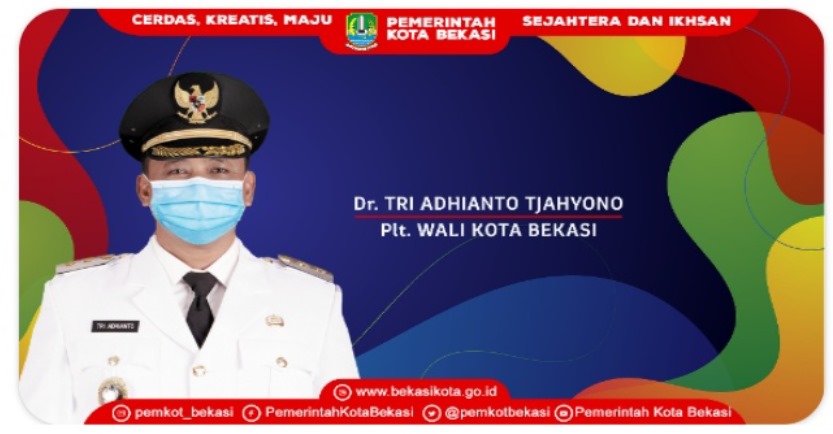 CERDAS, KREATIS, MAJU
PEMERINTAH
KOTA BEKASI
SEJAHTERA DAN IKHSAN
Dr. TRI ADHIANTO TJAHYONO
Plt. WALI KOTA BEKASI
TRI ADHIANTO
www.bekasikota.go.id
pemkot_bekasi PemerintahKotaBekasi @pemkotbekasi Pemerintah Kota Bekasi